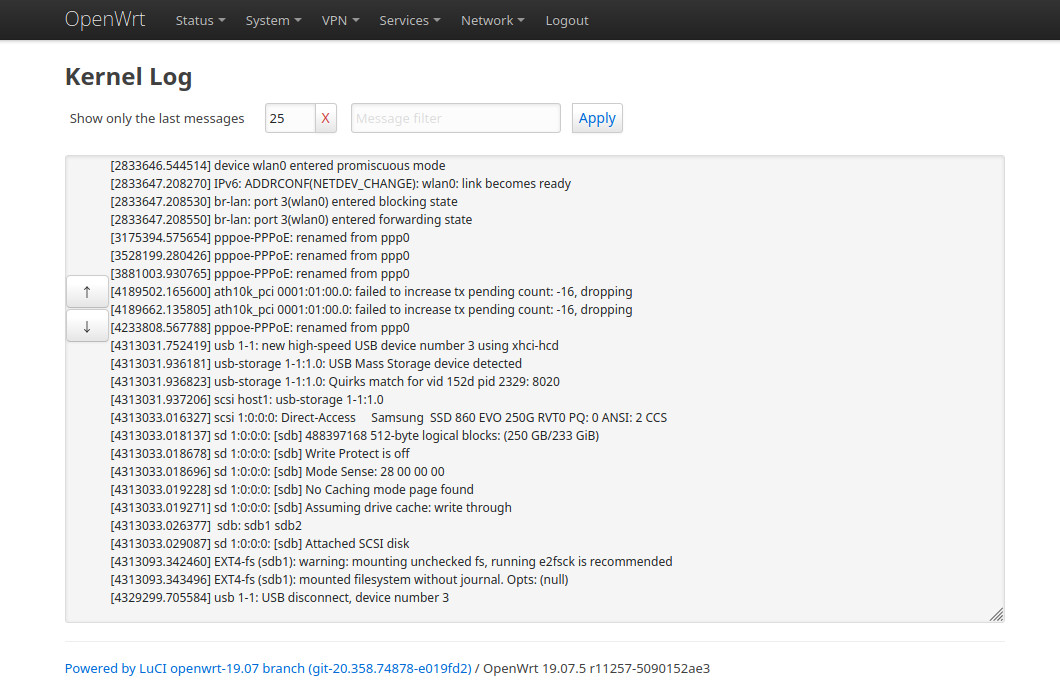 OpenWrt Status System VPN Services Network Logout
Kernel Log
Show only the last messages 25 X Message filter Apply
[2833646.544514] device wlan0 entered promiscuous mode
[2833647.208270] IPv6: ADDRCONF(NETDEV_CHANGE): wlan0: link becomes ready
[2833647.208530] br-lan: port 3(wlan0) entered blocking state
[2833647.208550] br-lan: port 3(wlan0) entered forwarding state
[3175394.575654] pppoe-PPPoE: renamed from ppp0
[3528199.280426] pppoe-PPPoE: renamed from ppp0
[3881003.930765] pppoe-PPPoE: renamed from ppp0
↑ [4189502.165600] ath10k_pci 0001:01:00.0: failed to increase tx pending count: -16, dropping
[4189662.135805] ath10k_pci 0001:01:00.0: failed to increase tx pending count: -16, dropping
↓ [4233808.567788] pppoe-PPPoE: renamed from ppp0
[4313031.752419] usb 1-1: new high-speed USB device number 3 using xhci-hcd
[4313031.936181] usb-storage 1-1:1.0: USB Mass Storage device detected
[4313031.936823] usb-storage 1-1:1.0: Quirks match for vid 152d pid 2329: 8020
[4313031.937206] scsi host1: usb-storage 1-1:1.0
[4313033.016327] scsi 1:0:0:0: Direct-Access     Samsung  SSD 860 EVO 250G RVT0 PQ: 0 ANSI: 2 CCS
[4313033.018137] sd 1:0:0:0: [sdb] 488397168 512-byte logical blocks: (250 GB/233 GiB)
[4313033.018678] sd 1:0:0:0: [sdb] Write Protect is off
[4313033.018696] sd 1:0:0:0: [sdb] Mode Sense: 28 00 00 00
[4313033.019228] sd 1:0:0:0: [sdb] No Caching mode page found
[4313033.019271] sd 1:0:0:0: [sdb] Assuming drive cache: write through
[4313033.026377]  sdb: sdb1 sdb2
[4313033.029087] sd 1:0:0:0: [sdb] Attached SCSI disk
[4313093.342460] EXT4-fs (sdb1): warning: mounting unchecked fs, running e2fsck is recommended
[4313093.343496] EXT4-fs (sdb1): mounted filesystem without journal. Opts: (null)
[4329299.705584] usb 1-1: USB disconnect, device number 3
Powered by LuCI openwrt-19.07 branch (git-20.358.74878-e019fd2) / OpenWrt 19.07.5 r11257-5090152ae3